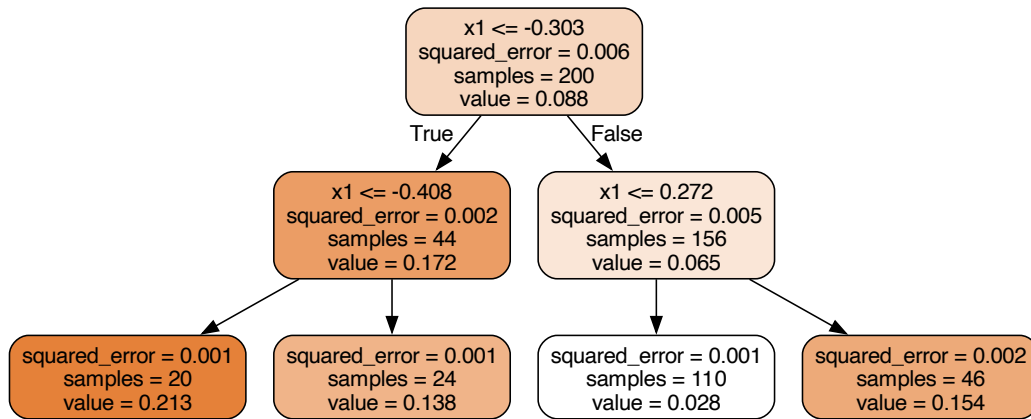 x1 <= -0.303
squared_error = 0.006
samples = 200
value = 0.088
True
False
x1 <= -0.408
squared_error = 0.002
samples = 44
value = 0.172
x1 <= 0.272
squared_error = 0.005
samples = 156
value = 0.065
squared_error = 0.001
samples = 20
value = 0.213
squared_error = 0.001
samples = 24
value = 0.138
squared_error = 0.001
samples = 110
value = 0.028
squared_error = 0.002
samples = 46
value = 0.154